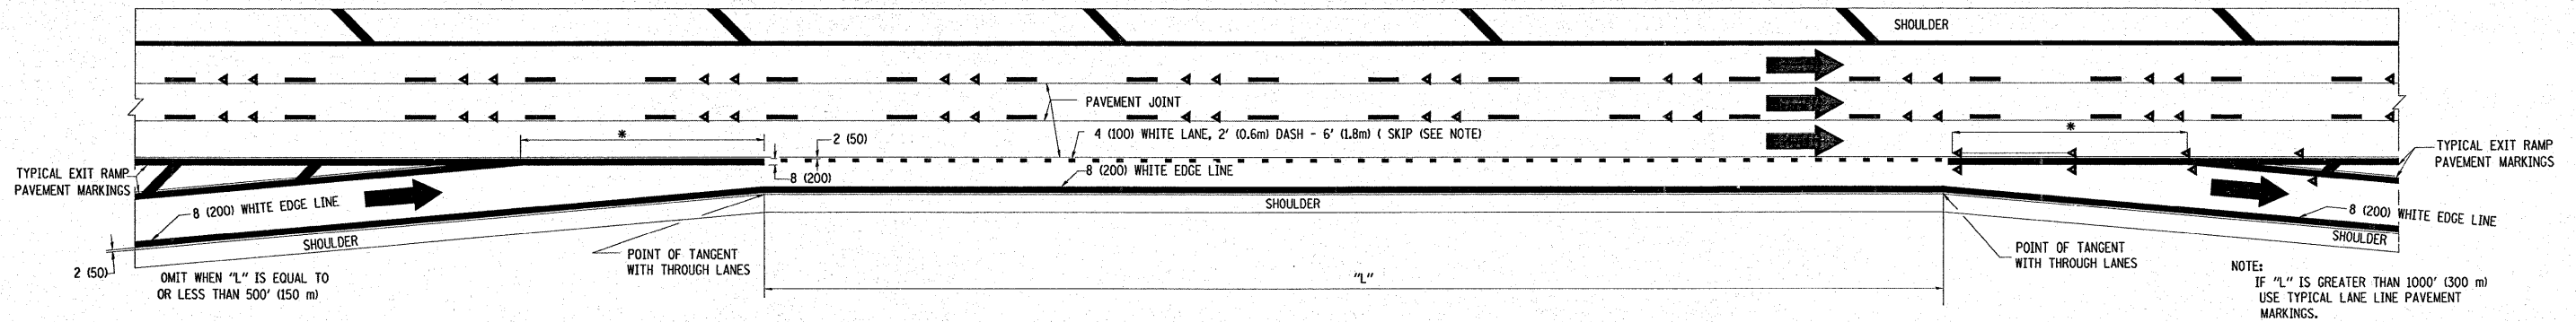 SHOULDER
PAVEMENT JOINT
2 (50)
4 (100) WHITE LANE, 2' (0.6m) DASH - 6' (1.8m) ( SKIP (SEE NOTE)
*
*
TYPICAL EXIT RAMP
PAVEMENT MARKINGS
TYPICAL EXIT RAMP
PAVEMENT MARKINGS
8 (200)
8 (200) WHITE EDGE LINE
8 (200) WHITE EDGE LINE
SHOULDER
8 (200) WHITE EDGE LINE
SHOULDER
SHOULDER
2 (50)
POINT OF TANGENT
WITH THROUGH LANES
POINT OF TANGENT
WITH THROUGH LANES
OMIT WHEN "L" IS EQUAL TO
OR LESS THAN 500' (150 m)
"L"
NOTE:
IF "L" IS GREATER THAN 1000' (300 m)
USE TYPICAL LANE LINE PAVEMENT
MARKINGS.